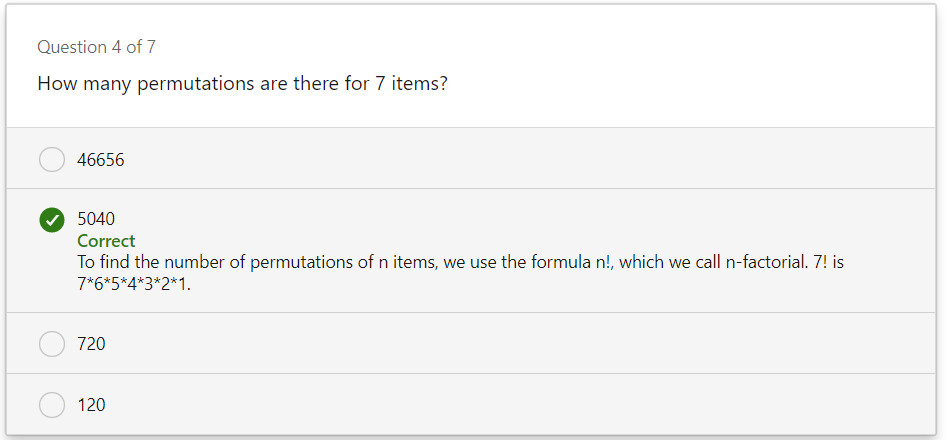 Question 4 of 7
How many permutations are there for 7 items?
46656
5040
Correct
To find the number of permutations of n items, we use the formula n!, which we call n-factorial. 7! is
7*6*5*4*3*2*1.
720
120